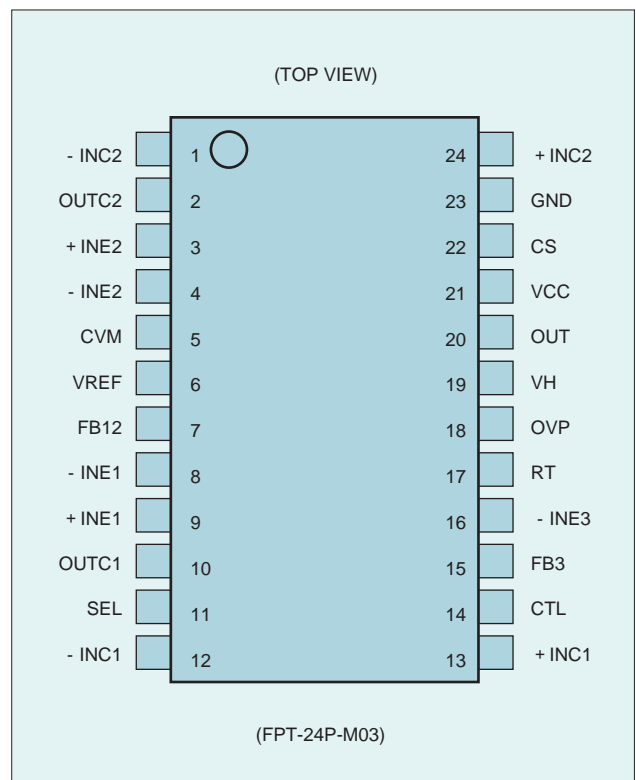 (TOP VIEW)
- INC2 1 24 + INC2
OUTC2 2 23 GND
+ INE2 3 22 CS
- INE2 4 21 VCC
CVM 5 20 OUT
VREF 6 19 VH
FB12 7 18 OVP
- INE1 8 17 RT
+ INE1 9 16 - INE3
OUTC1 10 15 FB3
SEL 11 14 CTL
- INC1 12 13 + INC1
(FPT-24P-M03)